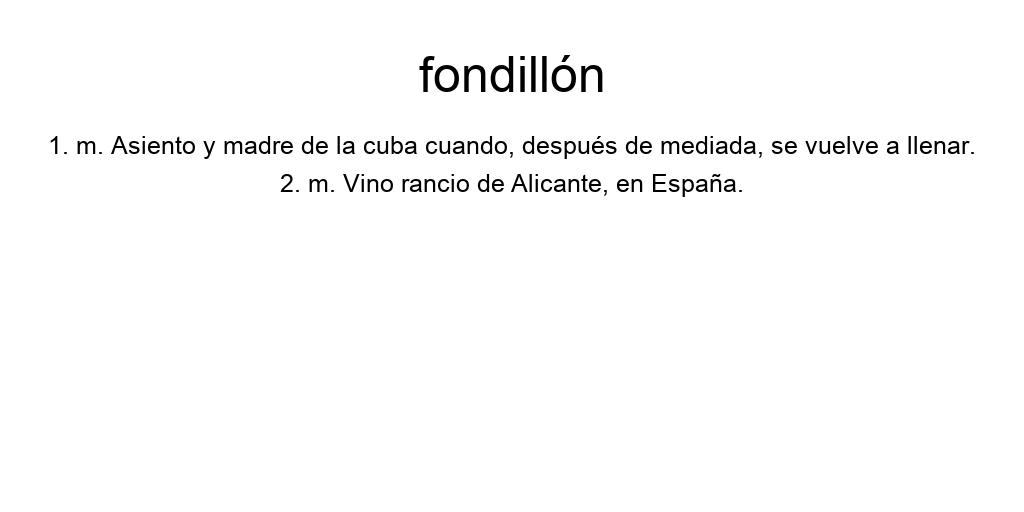 fondillón
1. m. Asiento y madre de la cuba cuando, después de mediada, se vuelve a llenar.
2. m. Vino rancio de Alicante, en España.